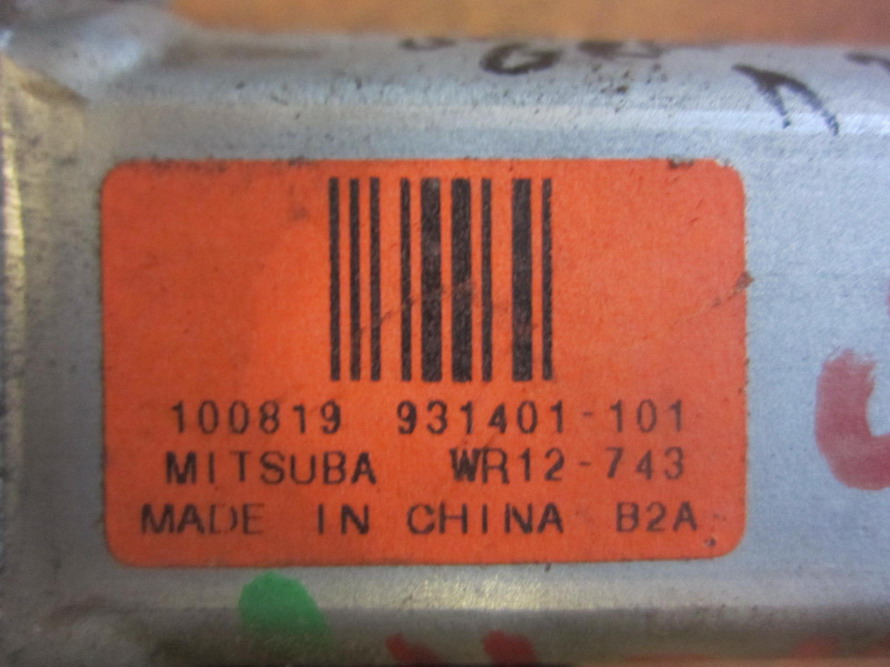 100819 931401-101
MITSUBA WR12-743
MADE IN CHINA B2A